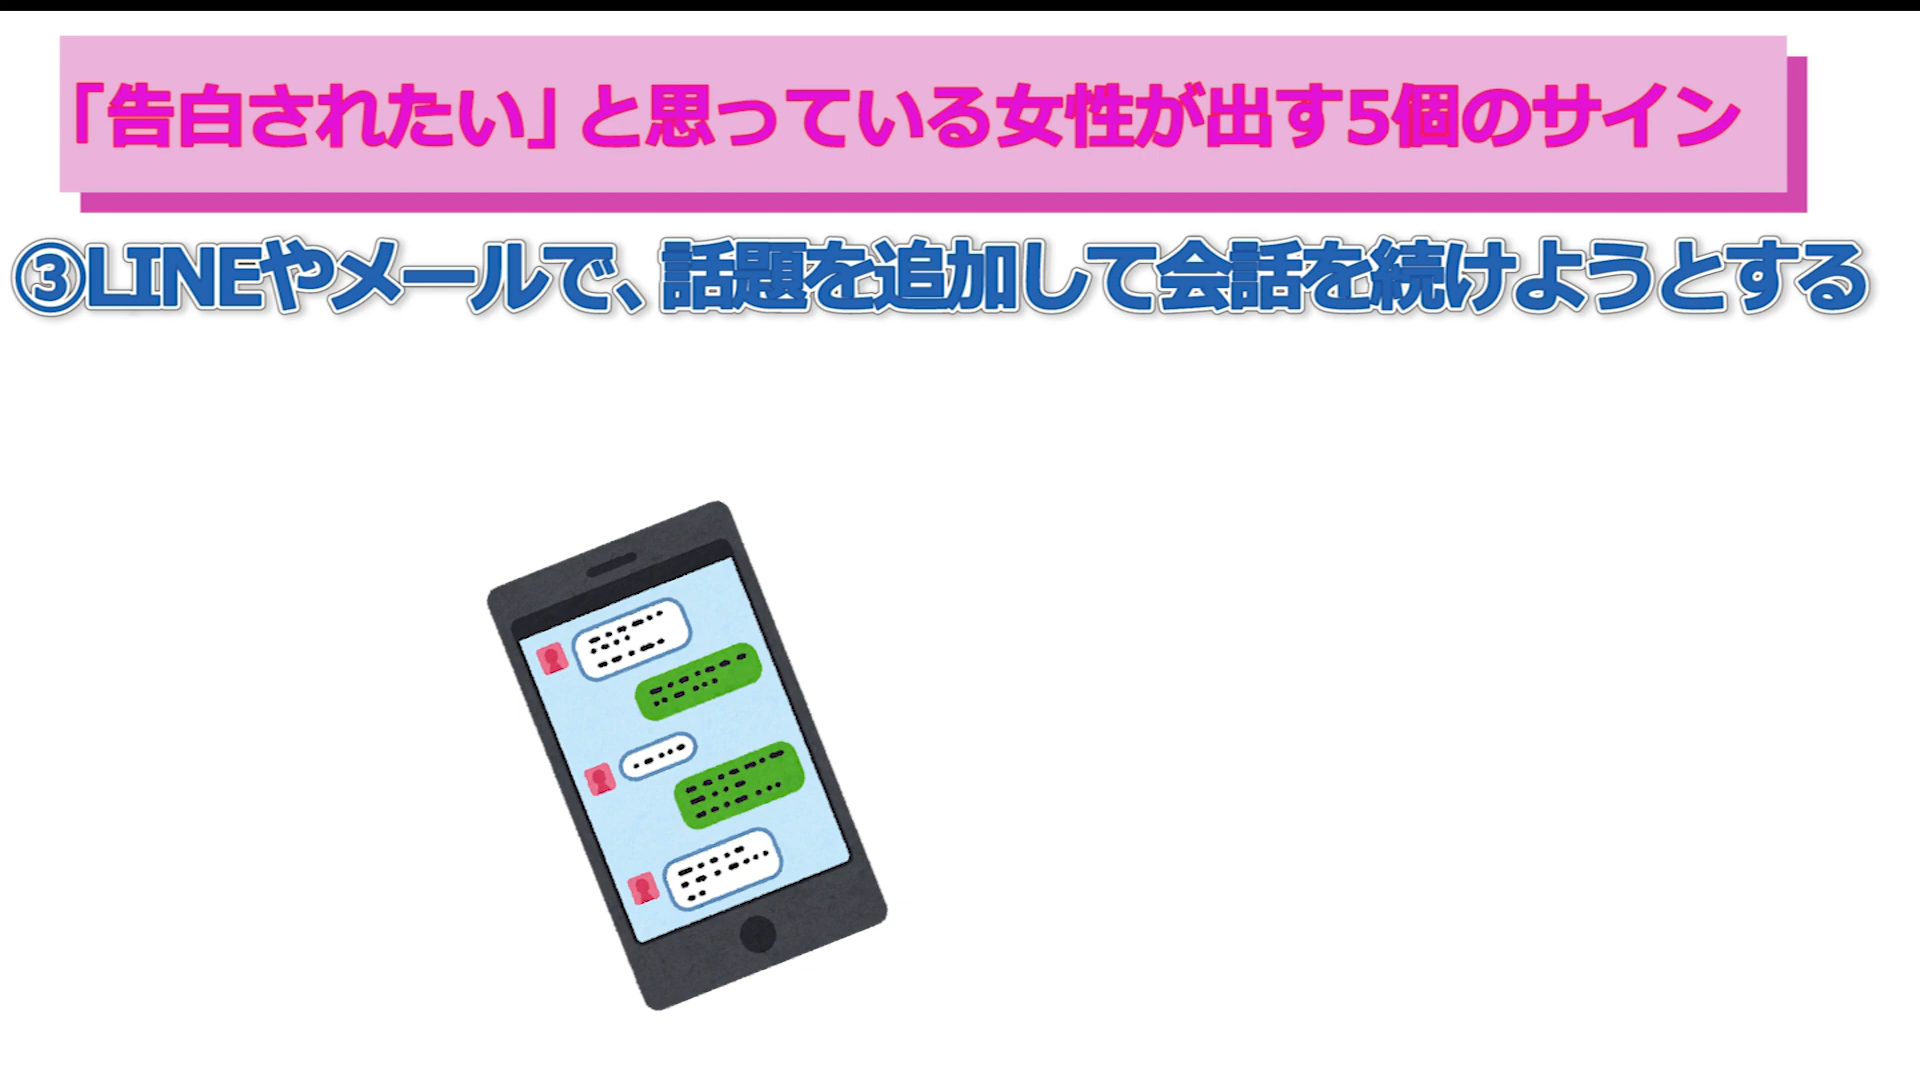 「告白されたい」と思っている女性が出す5個のサイン
③LINEやメールで、話題を追加して会話を続けようとする